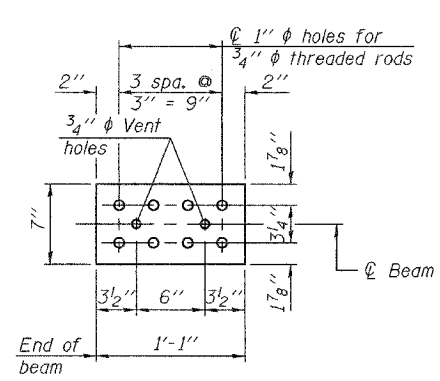 ℄ 1" φ holes for
3/4" φ threaded rods
2"
3 spa. @
3" = 9"
2"
3/4" φ Vent
holes
1 7/8"
7"
3 1/4"
℄ Beam
3 1/2"
6"
3 1/2"
1 7/8"
End of
beam
1'-1"